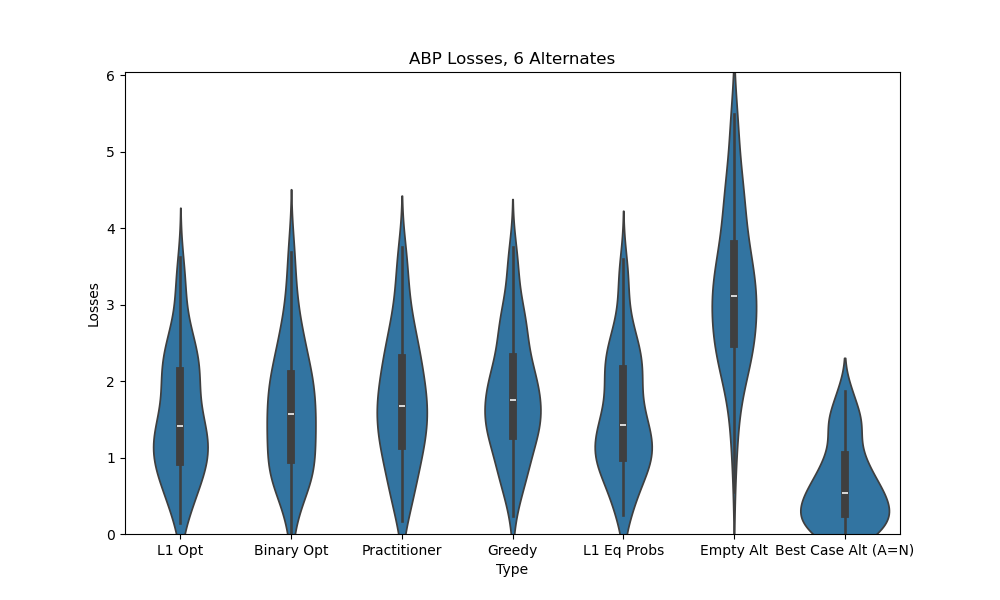 ABP Losses, 6 Alternates
6
5
4
3
2
1
0
Losses
L1 Opt Binary Opt Practitioner Greedy L1 Eq Probs Empty Alt Best Case Alt (A=N)
Type